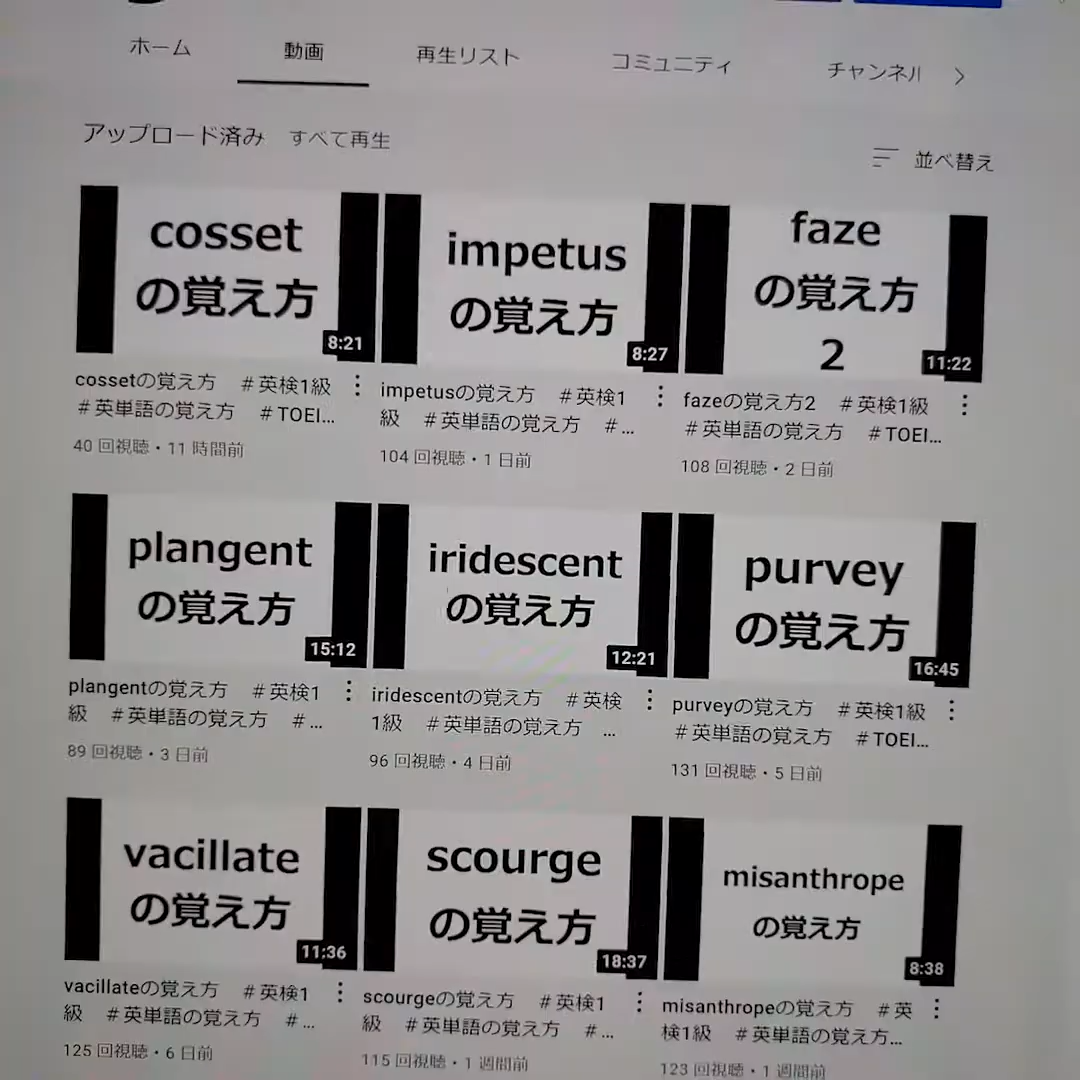 ホーム 動画 再生リスト コミュニティ チャンネル
アップロード済み すべて再生
並べ替え
cosset
の覚え方
8:21
cossetの覚え方 #英検1級
#英単語の覚え方 #TOEI...
40 回視聴・11 時間前
impetus
の覚え方
8:27
impetusの覚え方 #英検1
級 #英単語の覚え方 #...
104 回視聴・1 日前
faze
の覚え方
2
11:22
fazeの覚え方2 #英検1級
#英単語の覚え方 #TOEI...
108 回視聴・2 日前
plangent
の覚え方
15:12
plangentの覚え方 #英検1
級 #英単語の覚え方 #...
89 回視聴・3 日前
iridescent
の覚え方
12:21
iridescentの覚え方 #英検
1級 #英単語の覚え方 ...
96 回視聴・4 日前
purvey
の覚え方
16:45
purveyの覚え方 #英検1級
#英単語の覚え方 #TOEI...
131 回視聴・5 日前
vacillate
の覚え方
11:36
vacillateの覚え方 #英検1
級 #英単語の覚え方 #...
125 回視聴・6 日前
scourge
の覚え方
18:37
scourgeの覚え方 #英検1
級 #英単語の覚え方 #...
115 回視聴・1 週間前
misanthrope
の覚え方
8:38
misanthropeの覚え方 #英
検1級 #英単語の覚え方...
123 回視聴・1 週間前